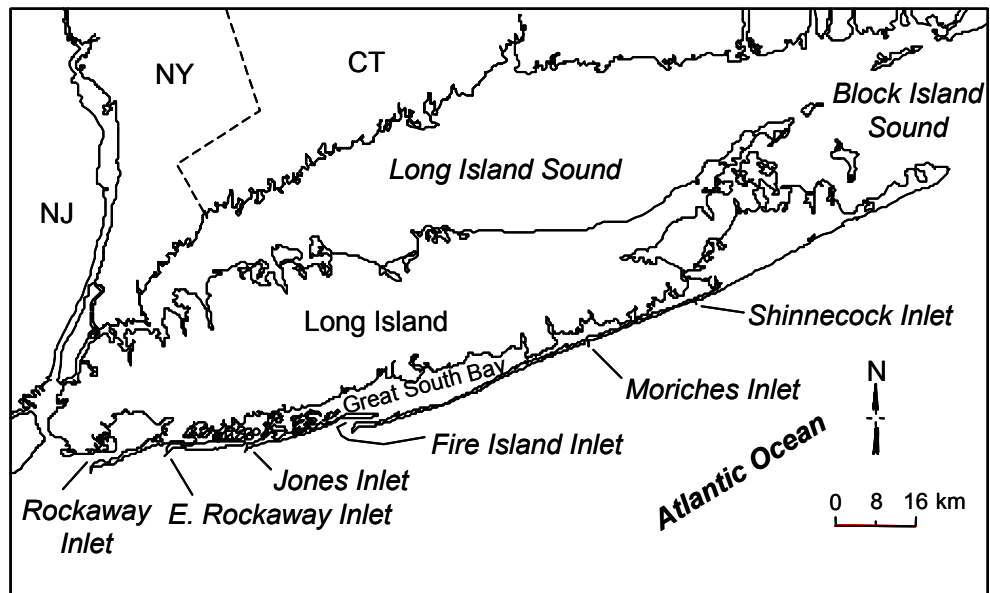 NY
CT
Block Island
Sound
Long Island Sound
NJ
Long Island
Shinnecock Inlet
Great South Bay
Moriches Inlet
N
Fire Island Inlet
Atlantic Ocean
Jones Inlet
Rockaway
Inlet
E. Rockaway Inlet
0 8 16 km